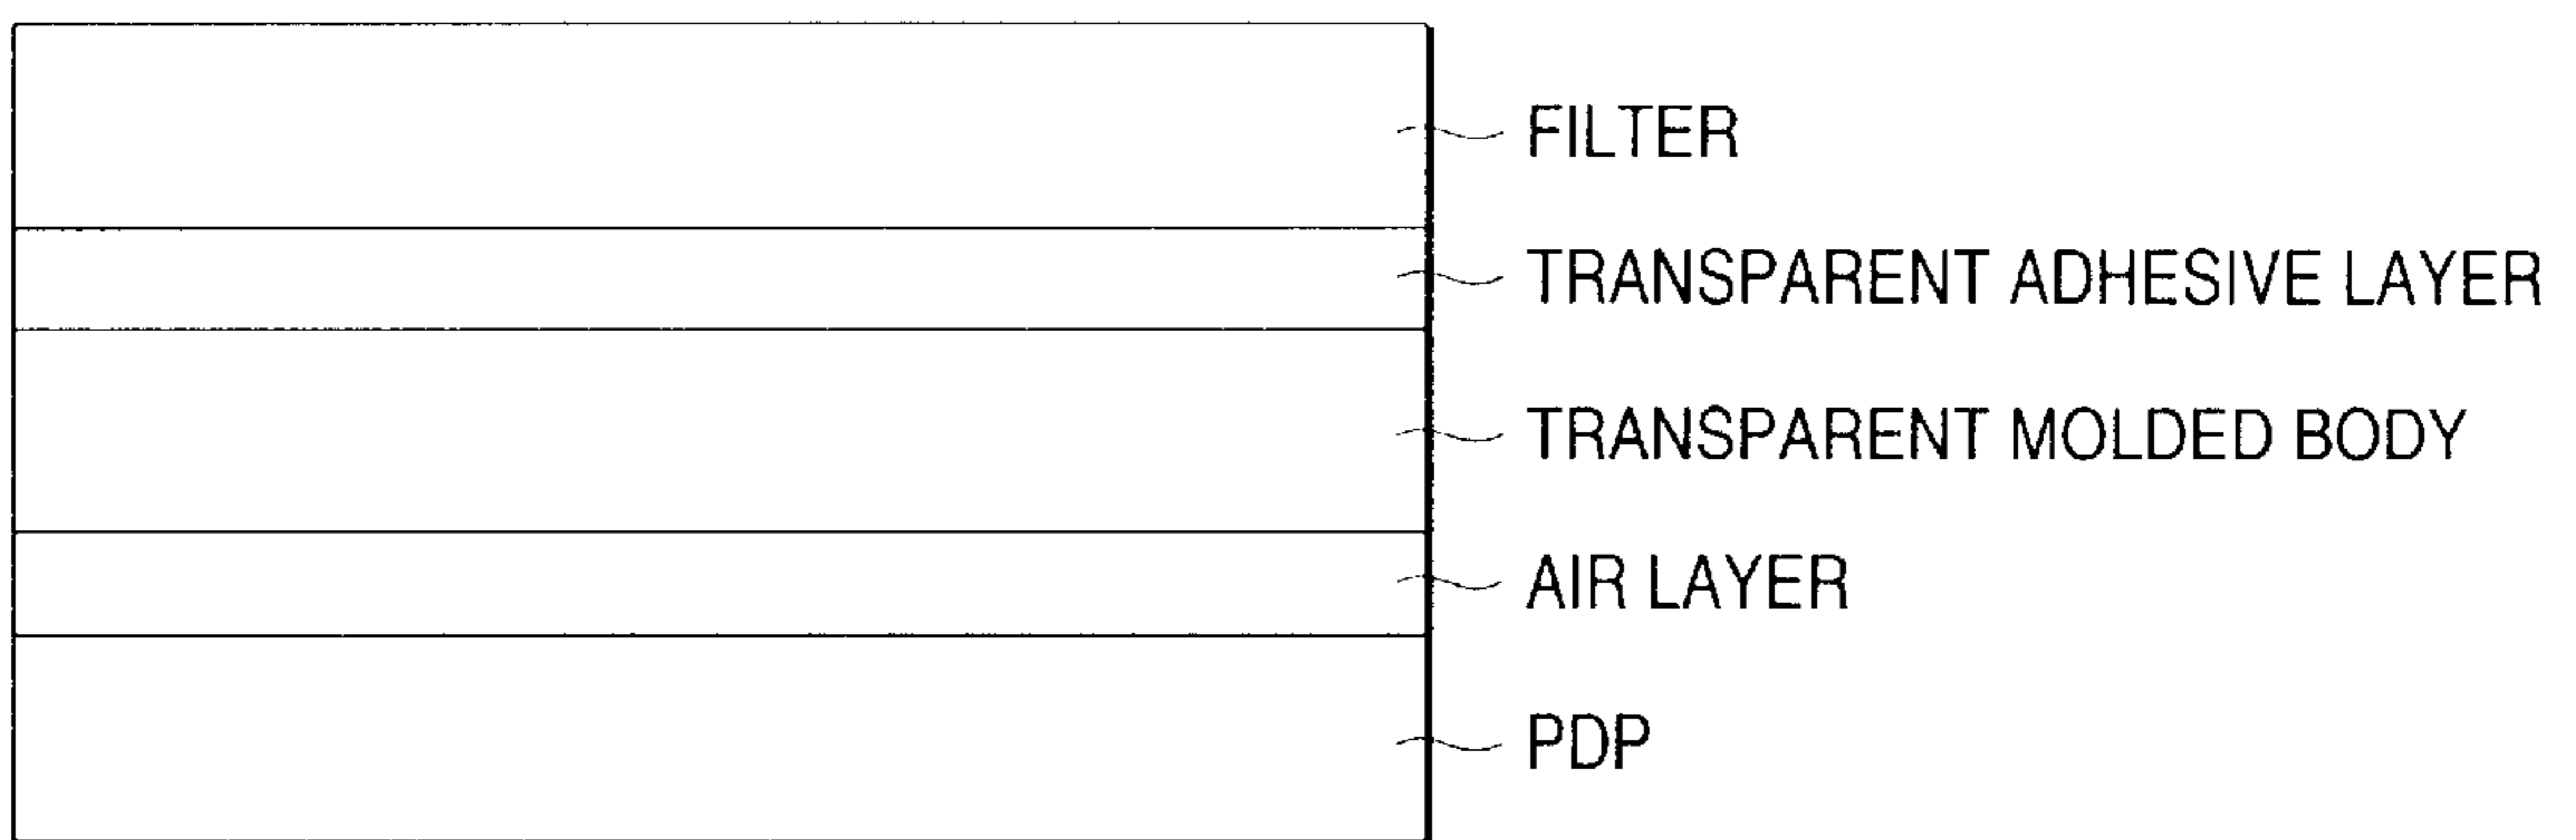 FILTER
TRANSPARENT ADHESIVE LAYER
TRANSPARENT MOLDED BODY
AIR LAYER
PDP